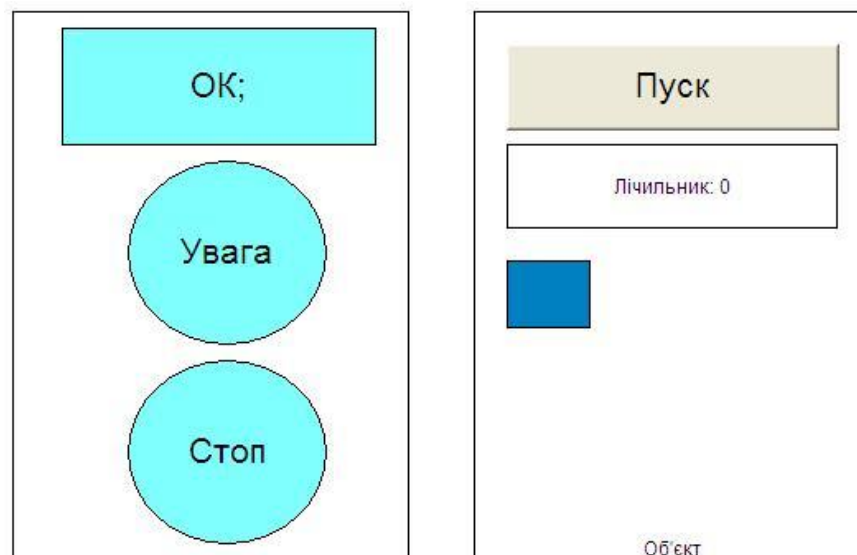 ОК;
Увага
Стоп
Пуск
Лічильник: 0
Об'єкт